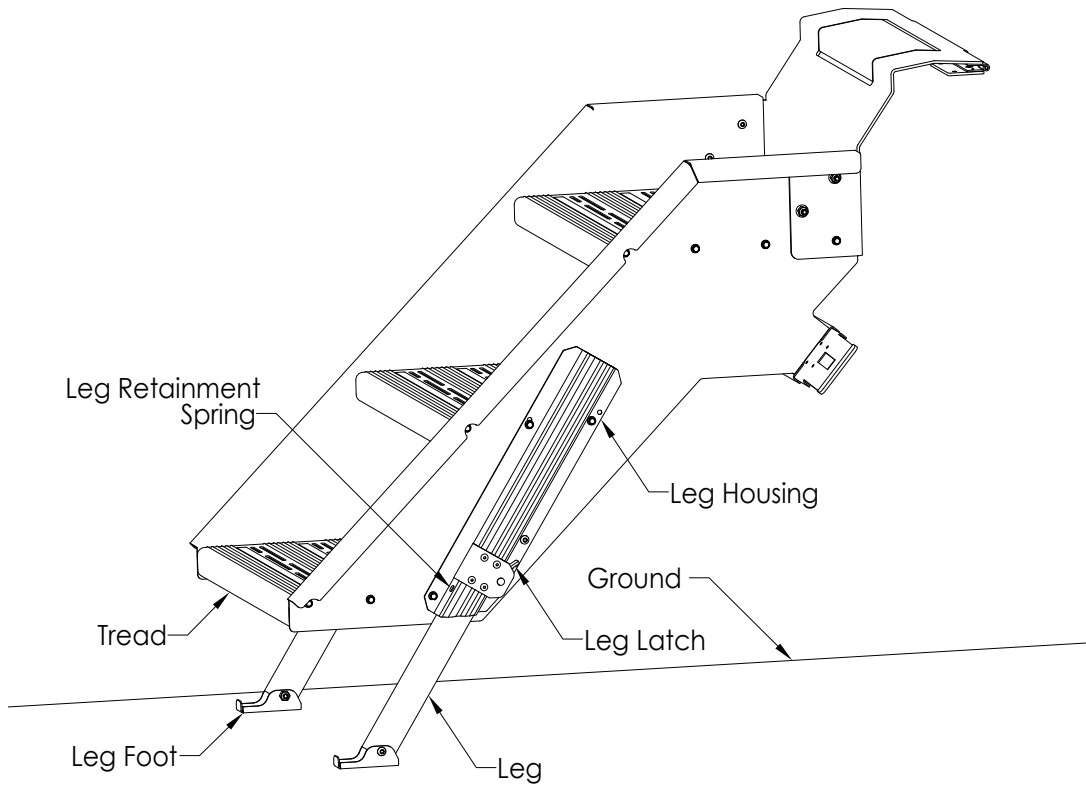 Leg Retainment
Spring
Leg Housing
Ground
Tread
Leg Latch
Leg Foot
Leg